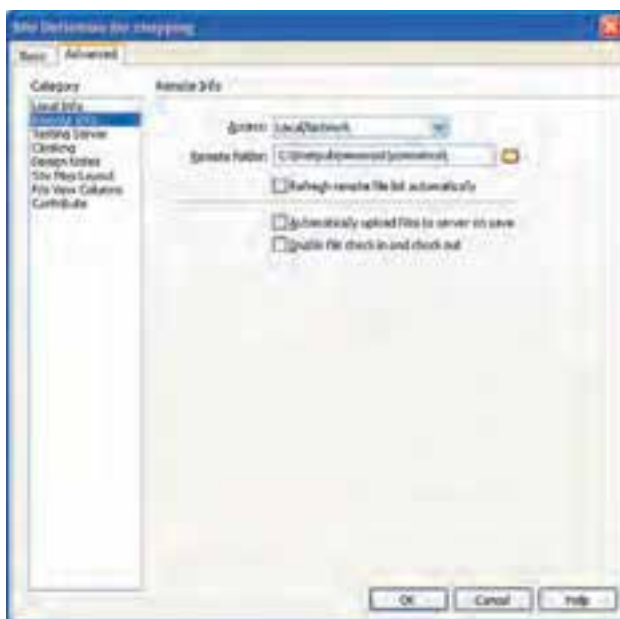 Site Definition for shopping
Basic Advanced
Category
Local Info
Remote Info
Testing Server
Cloaking
Design Notes
Site Map Layout
File View Columns
Contribute
Remote Info
Access: Local/Network
Remote folder:
Refresh remote file list automatically
Automatically upload files to server on save
Enable file check in and check out
OK Cancel Help